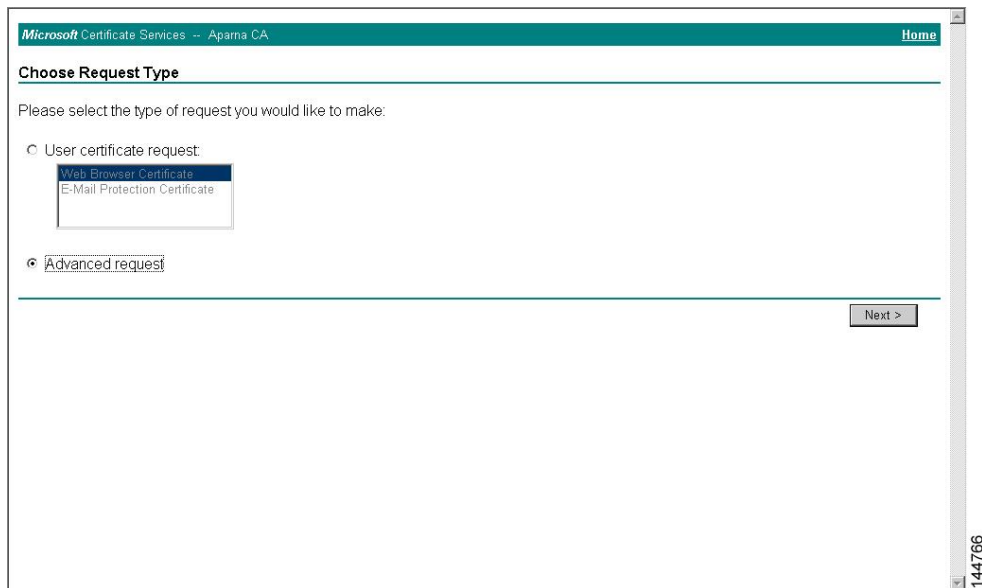 Microsoft Certificate Services -- Aparna CA Home
Choose Request Type
Please select the type of request you would like to make:
User certificate request:
Web Browser Certificate
E-Mail Protection Certificate
Advanced request
Next >
144766